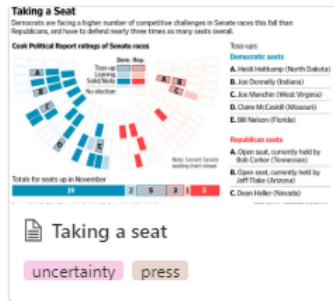 Taking a Seat
Democrats are facing a higher number of competitive challenges in Senate races this fall than
Republicans, and have to defend nearly three times as many seats overall.
Cook Political Report ratings of Senate races
Dem. Rep.
Toss-up
Leaning
Solid/likely
No election
A
B
E
C
D
A
B
C
Note: Current Senate
seating chart shown
Toss-ups:
Democratic seats
A. Heidi Heitkamp (North Dakota)
B. Joe Donnelly (Indiana)
C. Joe Manchin (West Virginia)
D. Claire McCaskill (Missouri)
E. Bill Nelson (Florida)
Republican seats
A. Open seat, currently held by
Bob Corker (Tennessee)
B. Open seat, currently held by
Jeff Flake (Arizona)
C. Dean Heller (Nevada)
Totals for seats up in November
19 2 5 3 1 5
Taking a seat
uncertainty press